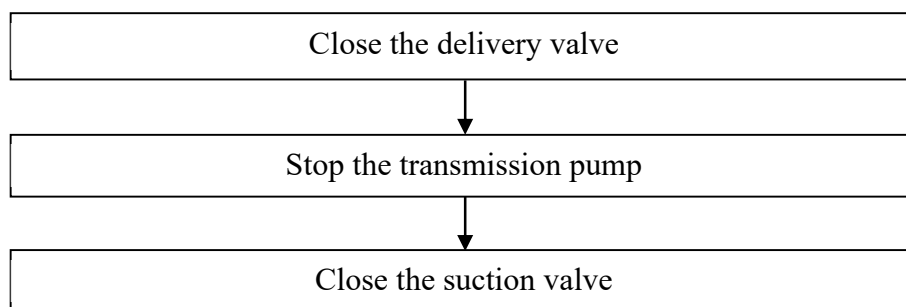 Close the delivery valve
Stop the transmission pump
Close the suction valve